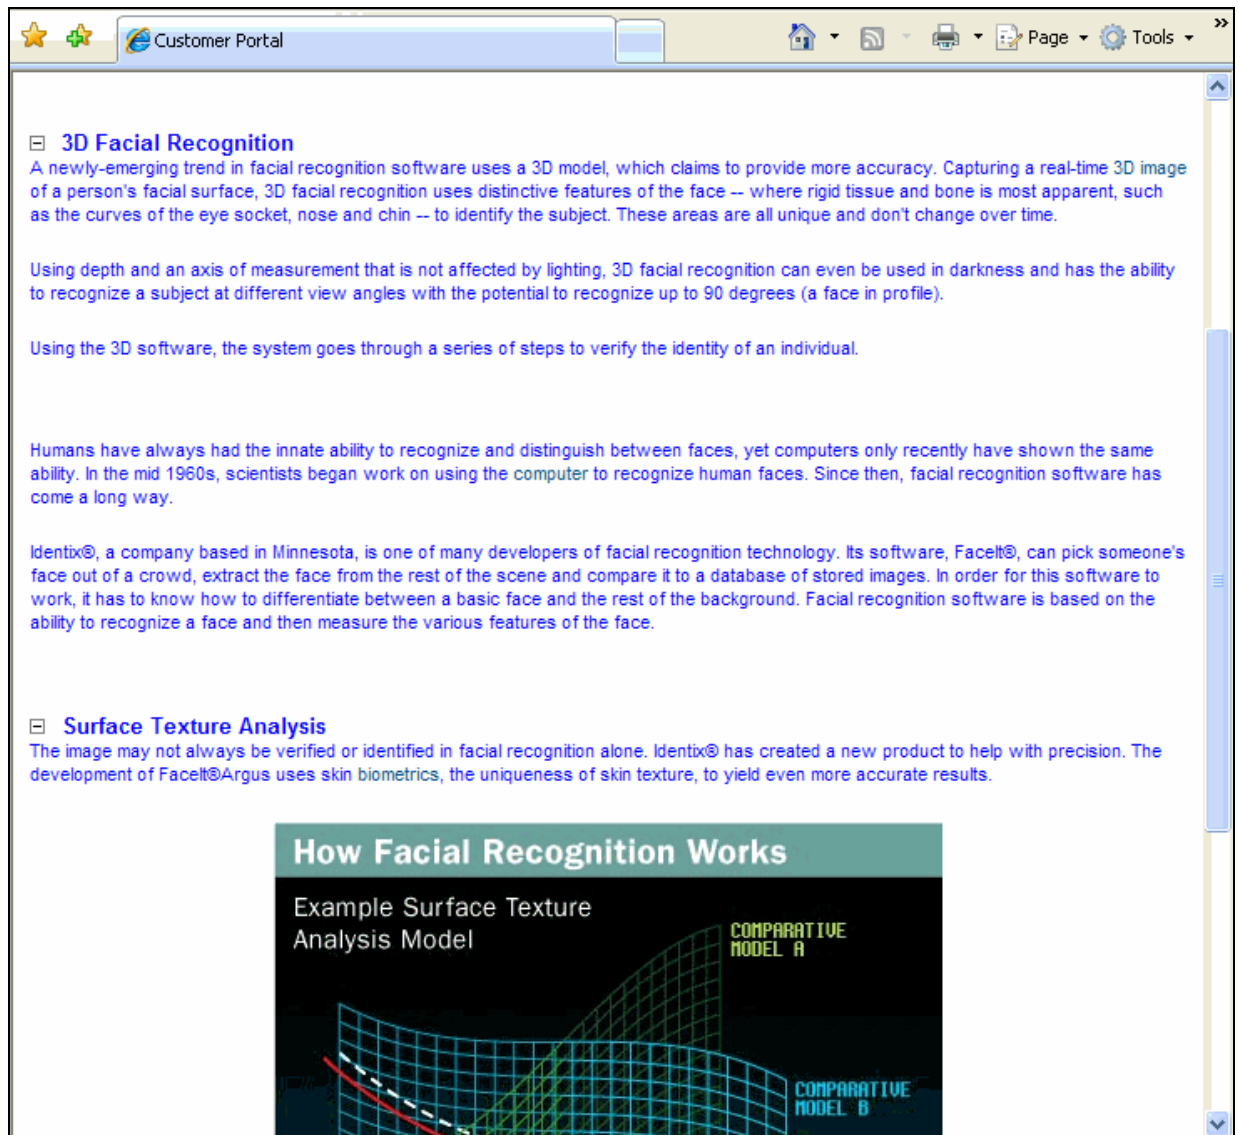 Customer Portal
Page
Tools
3D Facial Recognition
A newly-emerging trend in facial recognition software uses a 3D model, which claims to provide more accuracy. Capturing a real-time 3D image
of a person's facial surface, 3D facial recognition uses distinctive features of the face -- where rigid tissue and bone is most apparent, such
as the curves of the eye socket, nose and chin -- to identify the subject. These areas are all unique and don't change over time.
Using depth and an axis of measurement that is not affected by lighting, 3D facial recognition can even be used in darkness and has the ability
to recognize a subject at different view angles with the potential to recognize up to 90 degrees (a face in profile).
Using the 3D software, the system goes through a series of steps to verify the identity of an individual.
Humans have always had the innate ability to recognize and distinguish between faces, yet computers only recently have shown the same
ability. In the mid 1960s, scientists began work on using the computer to recognize human faces. Since then, facial recognition software has
come a long way.
Identix®, a company based in Minnesota, is one of many developers of facial recognition technology. Its software, FaceIt®, can pick someone's
face out of a crowd, extract the face from the rest of the scene and compare it to a database of stored images. In order for this software to
work, it has to know how to differentiate between a basic face and the rest of the background. Facial recognition software is based on the
ability to recognize a face and then measure the various features of the face.
Surface Texture Analysis
The image may not always be verified or identified in facial recognition alone. Identix® has created a new product to help with precision. The
development of FaceIt®Argus uses skin biometrics, the uniqueness of skin texture, to yield even more accurate results.
How Facial Recognition Works
Example Surface Texture
Analysis Model
COMPARATIVE
MODEL A
COMPARATIVE
MODEL B